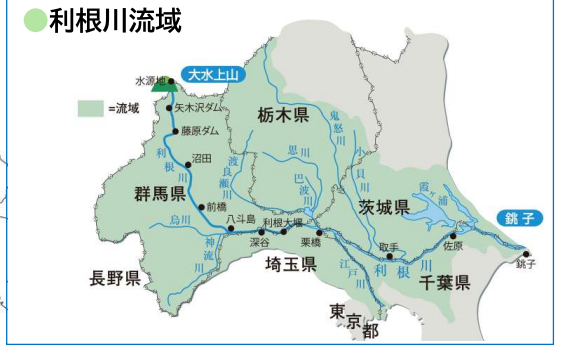 利根川流域
水源地
大水上山
=流域
矢木沢ダム
藤原ダム
沼田
利根川
群馬県
前橋
栃木県
鬼怒川
思川
小貝川
渡良瀬川
巴波川
茨城県
霞ヶ浦
銚子
烏川
八斗島
利根大堰
神流川
深谷
栗橋
取手
佐原
銚子
長野県
埼玉県
江戸川
利根川
千葉県
東京都